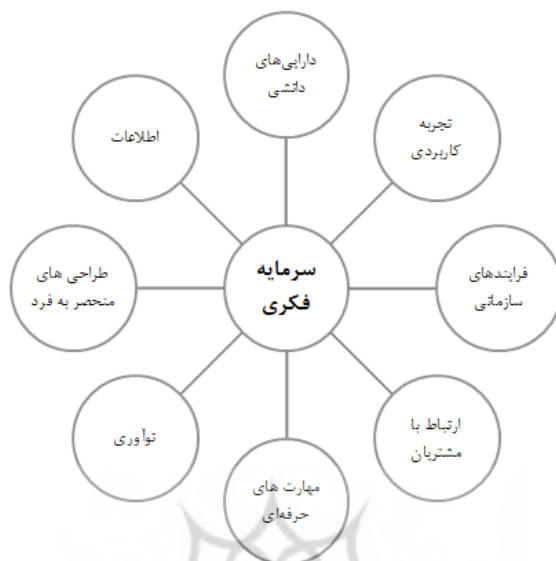 دارایی‌های
دانشی
تجربه
کاربردی
اطلاعات
سرمایه
فکری
فرایندهای
سازمانی
طراحی های
منحصر به فرد
ارتباط با
مشتریان
نوآوری
مهارت های
حرفه‌ای